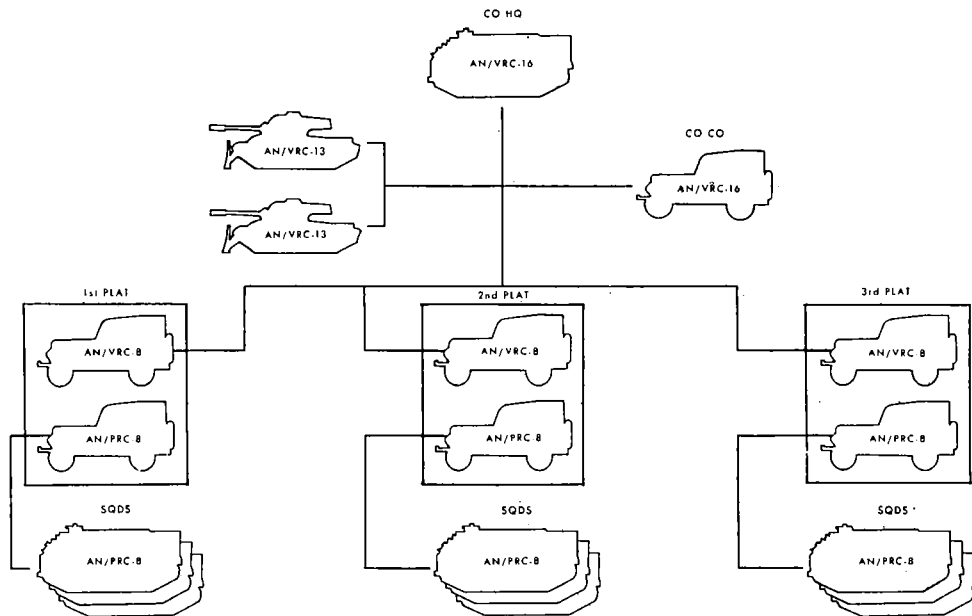 CO HQ
AN/VRC-16
AN/VRC-13
CO CO
AN/VRC-16
AN/VRC-13
1st PLAT
2nd PLAT
3rd PLAT
AN/VRC-8
AN/VRC-8
AN/VRC-8
AN/PRC-8
AN/PRC-8
AN/PRC-8
SQDS
SQDS
SQDS
AN/PRC-8
AN/PRC-8
AN/PRC-8